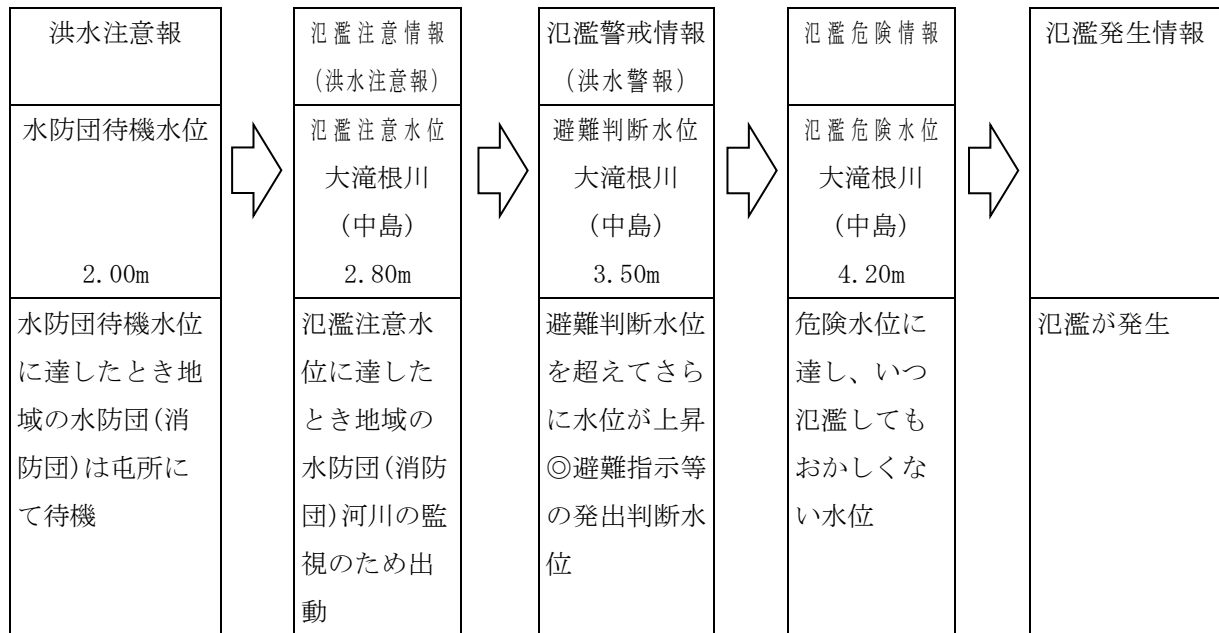 洪水注意報
水防団待機水位
2.00m
水防団待機水位
に達したとき地
域の水防団(消
防団)は屯所に
て待機
氾濫注意情報
(洪水注意報)
氾濫注意水位
大滝根川
(中島)
2.80m
氾濫注意水
位に達した
とき地域の
水防団(消防
団)河川の監
視のため出
動
氾濫警戒情報
(洪水警報)
避難判断水位
大滝根川
(中島)
3.50m
避難判断水位
を超えてさら
に水位が上昇
◎避難指示等
の発出判断水
位
氾濫危険情報
氾濫危険水位
大滝根川
(中島)
4.20m
危険水位に
達し、いつ
氾濫しても
おかしくな
い水位
氾濫発生情報
氾濫が発生